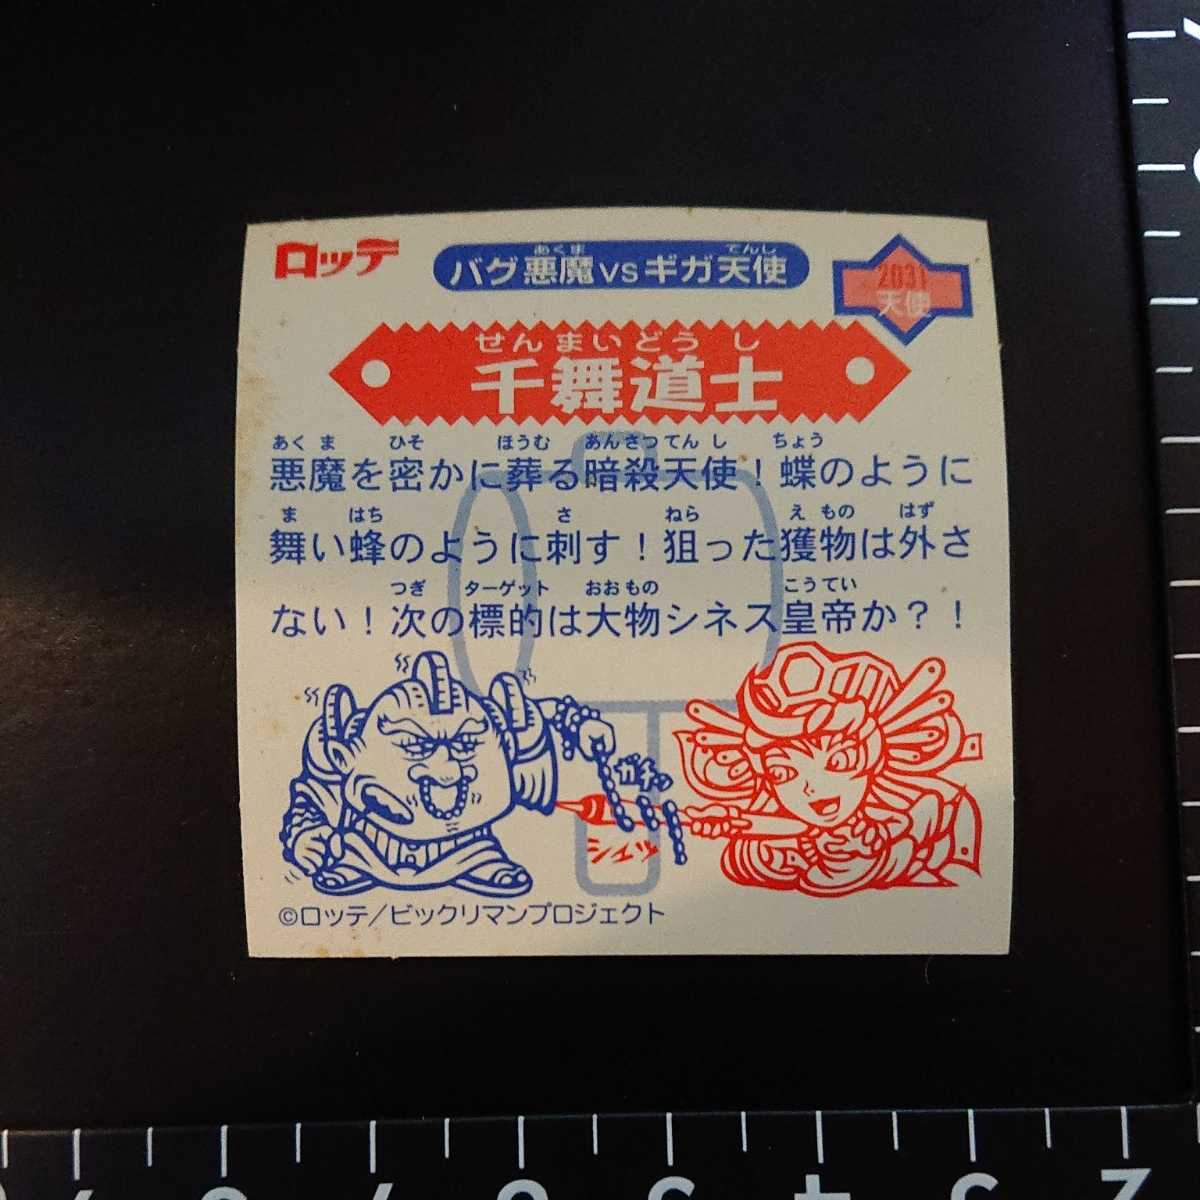 ロッテ
あくま てんし
バグ悪魔vsギガ天使
2031
天使
せんまいどうし
千舞道士
あくま ひそ ほうむ あんさつてんし ちょう
悪魔を密かに葬る暗殺天使！蝶のように
ま はち さ ねら えもの はず
舞い蜂のように刺す！狙った獲物は外さ
つぎ ターゲット おおもの こうてい
ない！次の標的は大物シネス皇帝か？！
ガチッ
シュッ
©ロッテ／ビックリマンプロジェクト